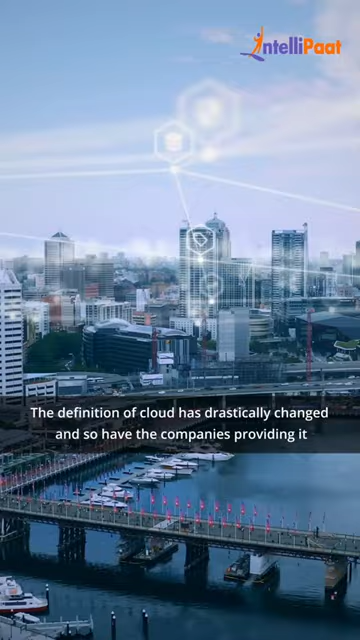 IntelliPaat
The definition of cloud has drastically changed
and so have the companies providing it